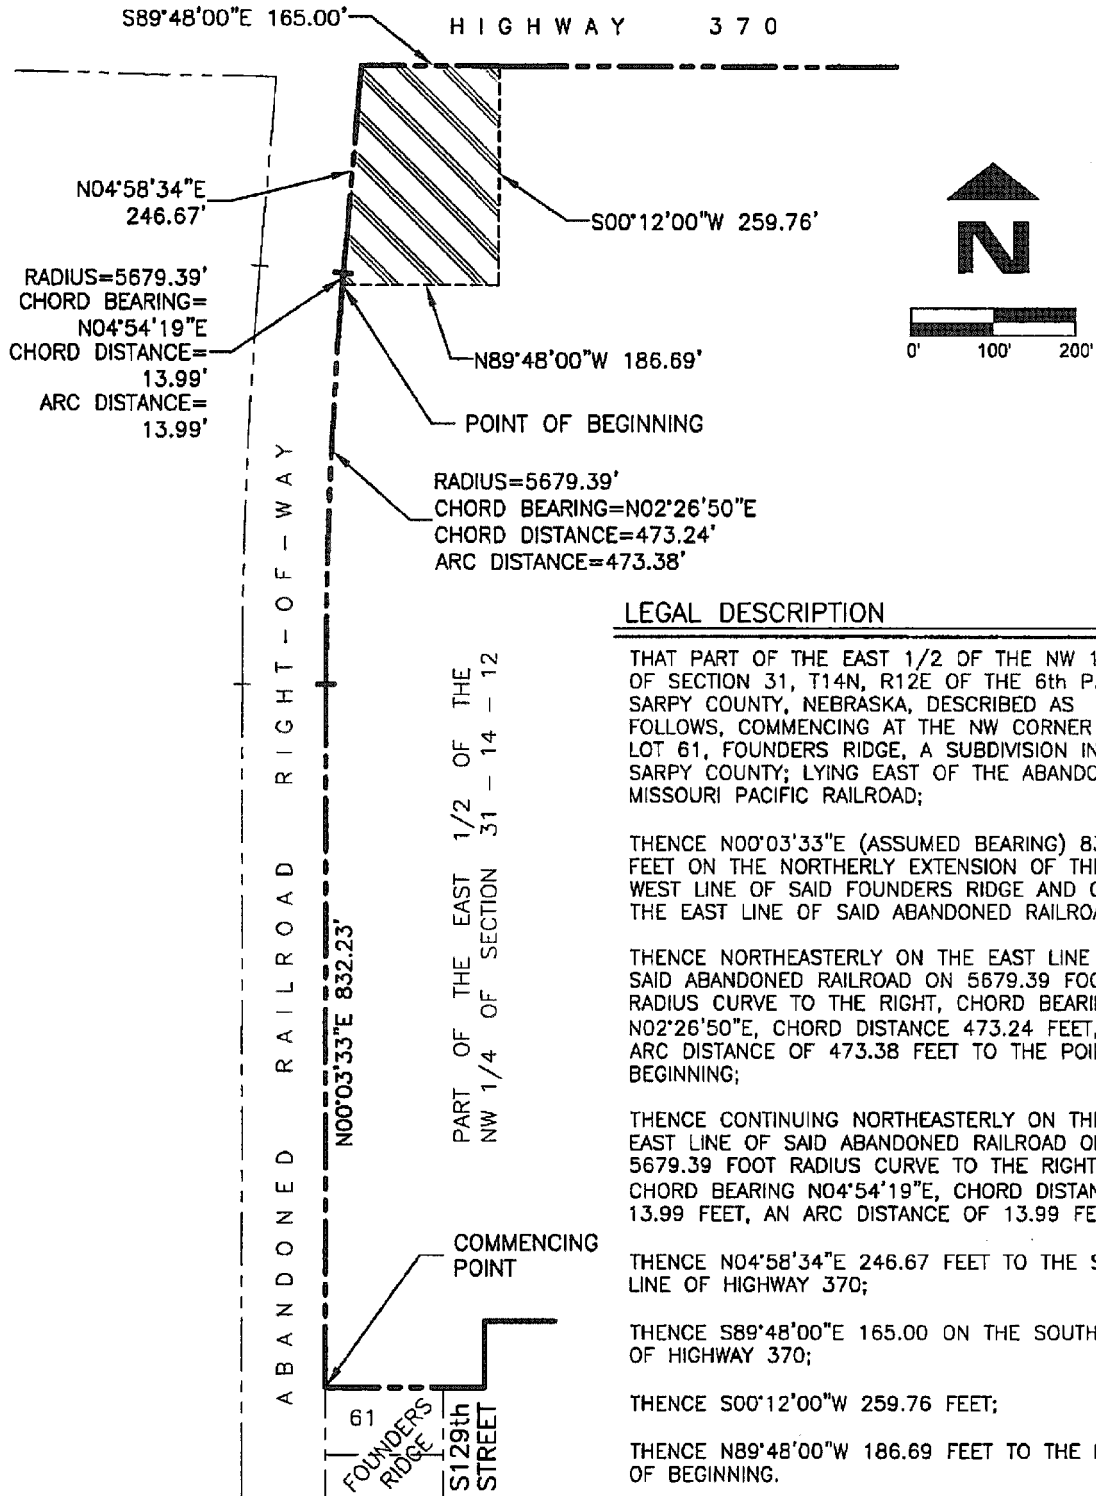 S89°48'00"E 165.00'
HIGHWAY 370
N04°58'34"E
246.67'
S00°12'00"W 259.76'
N
0' 100' 200'
RADIUS=5679.39'
CHORD BEARING=
N04°54'19"E
CHORD DISTANCE=
13.99'
ARC DISTANCE=
13.99'
N89°48'00"W 186.69'
POINT OF BEGINNING
RADIUS=5679.39'
CHORD BEARING=N02°26'50"E
CHORD DISTANCE=473.24'
ARC DISTANCE=473.38'
ABANDONED RAILROAD RIGHT-OF-WAY
N00°03'33"E 832.23'
PART OF THE EAST 1/2 OF THE
NW 1/4 OF SECTION 31 - 14 - 12
COMMENCING
POINT
61
FOUNDERS
RIDGE
S129th
STREET
LEGAL DESCRIPTION
THAT PART OF THE EAST 1/2 OF THE NW
OF SECTION 31, T14N, R12E OF THE 6th P.
SARPY COUNTY, NEBRASKA, DESCRIBED AS
FOLLOWS, COMMENCING AT THE NW CORNER
LOT 61, FOUNDERS RIDGE, A SUBDIVISION IN
SARPY COUNTY; LYING EAST OF THE
MISSOURI PACIFIC RAILROAD;
THENCE N00°03'33"E (ASSUMED BEARING)
FEET ON THE NORTHERLY EXTENSION OF
WEST LINE OF SAID FOUNDERS RIDGE AND
THE EAST LINE OF SAID ABANDONED
THENCE NORTHEASTERLY ON THE EAST LINE
SAID ABANDONED RAILROAD ON 5679.39
RADIUS CURVE TO THE RIGHT, CHORD
N02°26'50"E, CHORD DISTANCE 473.24 FEET,
ARC DISTANCE OF 473.38 FEET TO THE
BEGINNING;
THENCE CONTINUING NORTHEASTERLY ON
EAST LINE OF SAID ABANDONED RAILROAD
5679.39 FOOT RADIUS CURVE TO THE RIGHT
CHORD BEARING N04°54'19"E, CHORD
13.99 FEET, AN ARC DISTANCE OF 13.99
THENCE N04°58'34"E 246.67 FEET TO THE
LINE OF HIGHWAY 370;
THENCE S89°48'00"E 165.00 ON THE SOUTH
OF HIGHWAY 370;
THENCE S00°12'00"W 259.76 FEET;
THENCE N89°48'00"W 186.69 FEET TO THE
OF BEGINNING.